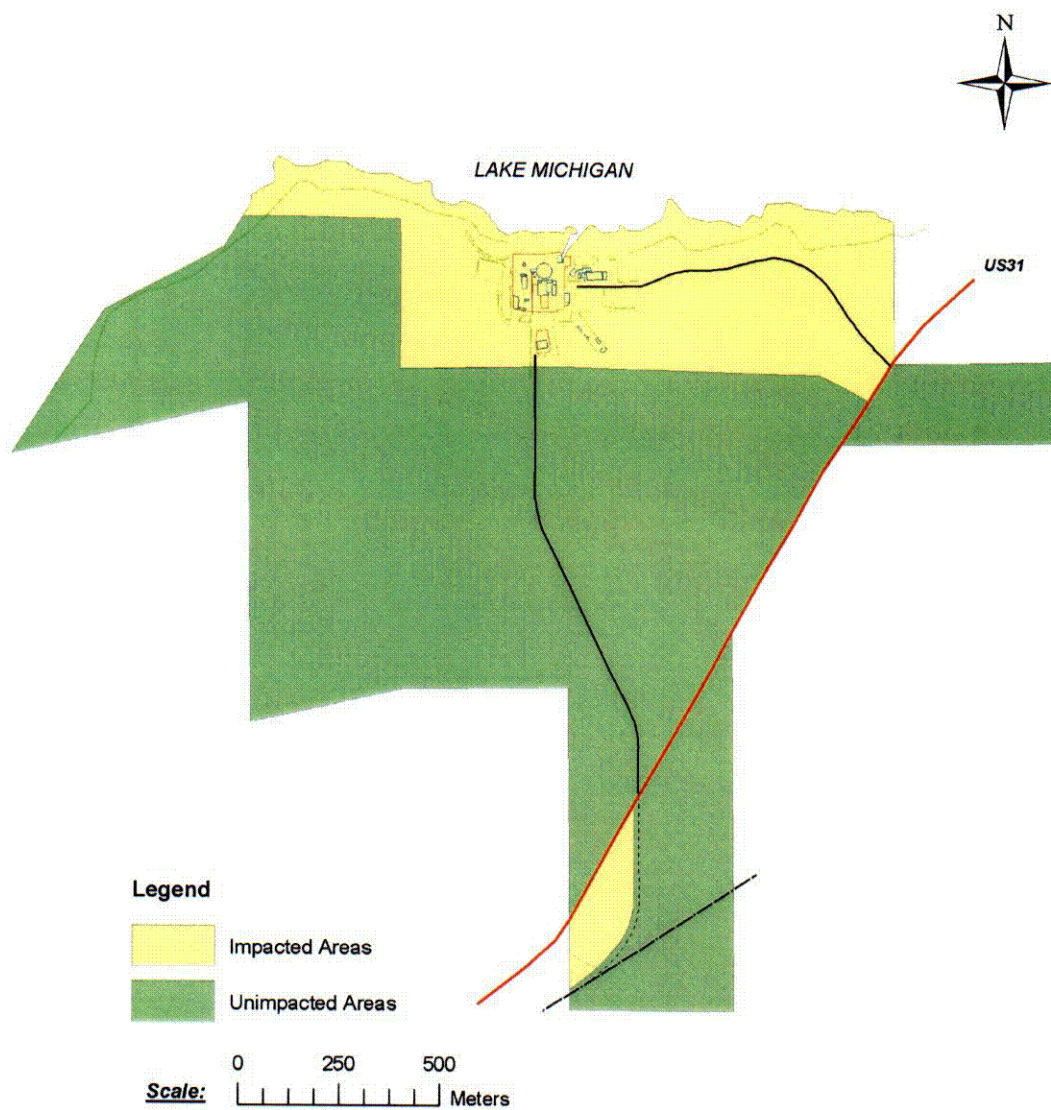 N
LAKE MICHIGAN
US31
Legend
Impacted Areas
Unimpacted Areas
0 250 500
Scale: Meters